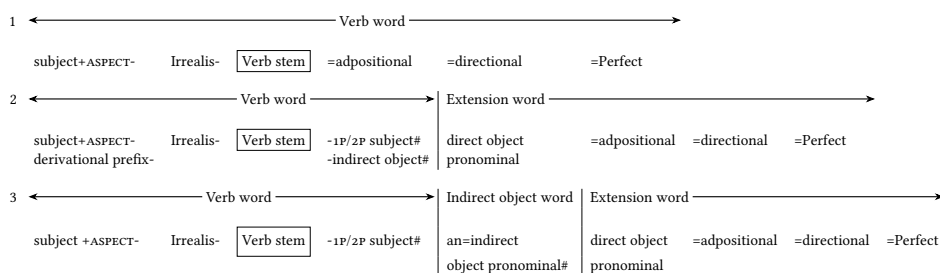 1 Verb word
subject+ASPECT- Irrealis- Verb stem =adpositional =directional =Perfect
2 Verb word Extension word
subject+ASPECT- Irrealis- Verb stem -1P/2P subject# direct object =adpositional =directional =Perfect
derivational prefix- -indirect object# pronominal
3 Verb word Indirect object word Extension word
subject +ASPECT- Irrealis- Verb stem -1P/2P subject# an=indirect direct object =adpositional =directional =Perfect
object pronominal# pronominal